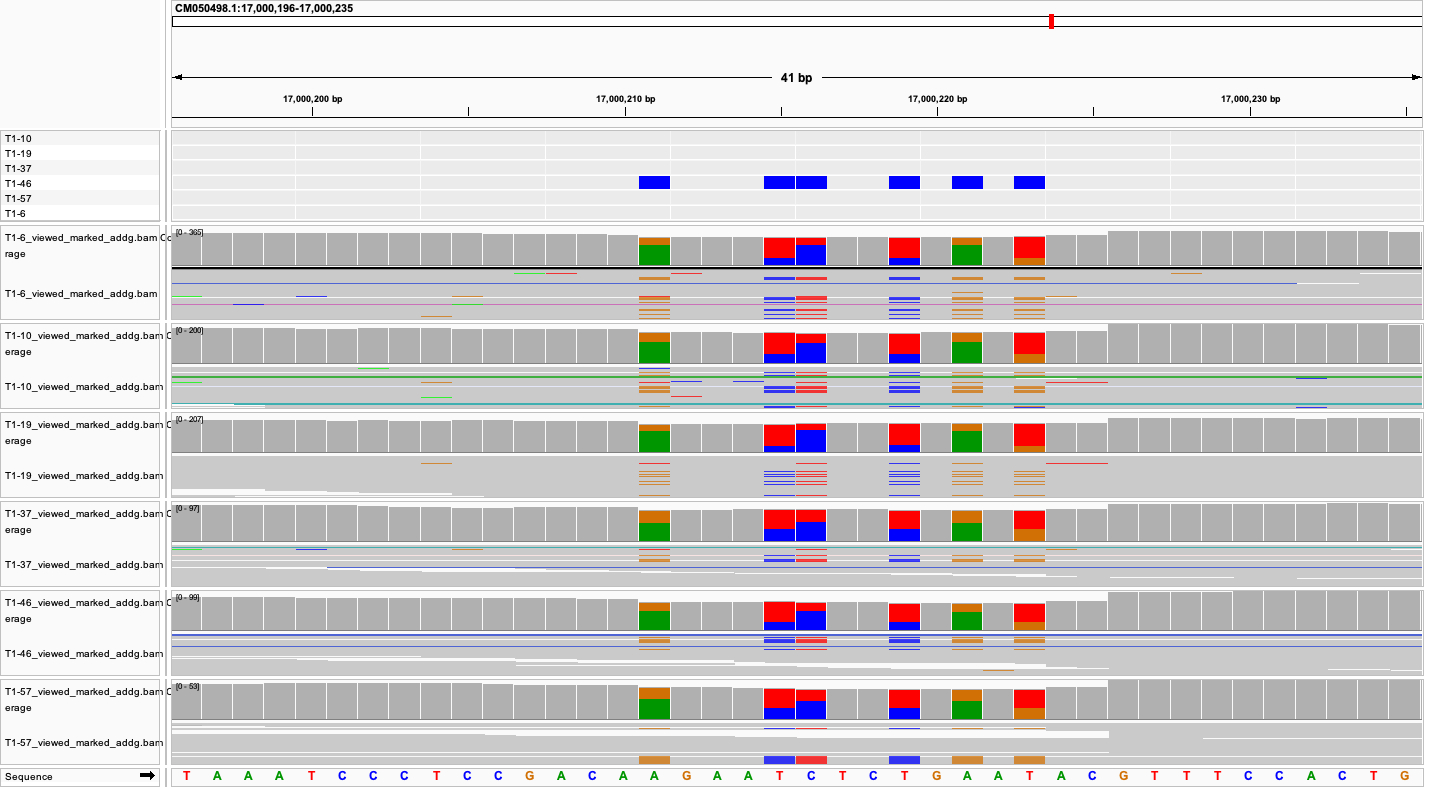 CM050498.1:17,000,196-17,000,235
41 bp
17,000,200 bp 17,000,210 bp 17,000,220 bp 17,000,230 bp
T1-10
T1-19
T1-37
T1-46
T1-57
T1-6
T1-6_viewed_marked_addg.bam Co
rage
[0 - 365]
T1-6_viewed_marked_addg.bam
T1-10_viewed_marked_addg.bam C
erage
[0 - 200]
T1-10_viewed_marked_addg.bam
T1-19_viewed_marked_addg.bam C
erage
[0 - 207]
T1-19_viewed_marked_addg.bam
T1-37_viewed_marked_addg.bam C
erage
[0 - 97]
T1-37_viewed_marked_addg.bam
T1-46_viewed_marked_addg.bam C
erage
[0 - 99]
T1-46_viewed_marked_addg.bam
T1-57_viewed_marked_addg.bam C
erage
[0 - 53]
T1-57_viewed_marked_addg.bam
Sequence T A A A T C C C T C C G A C A A G A A T C T C T G A A T A C G T T T C C A C T G